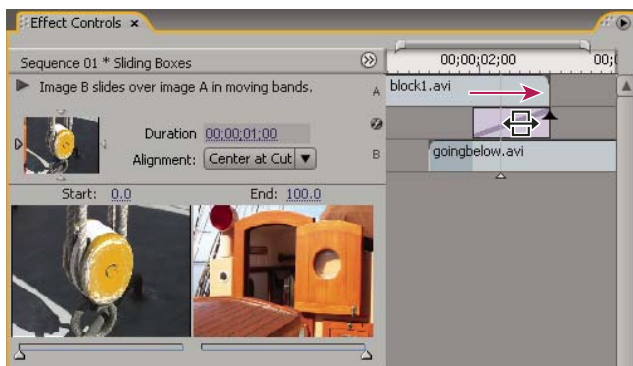 Effect Controls ×
Sequence 01 * Sliding Boxes
00;00;02;00
00;
Image B slides over image A in moving bands.
A
block1.avi
Duration 00;00;01;00
Alignment: Center at Cut
B
goingbelow.avi
Start: 0.0
End: 100.0